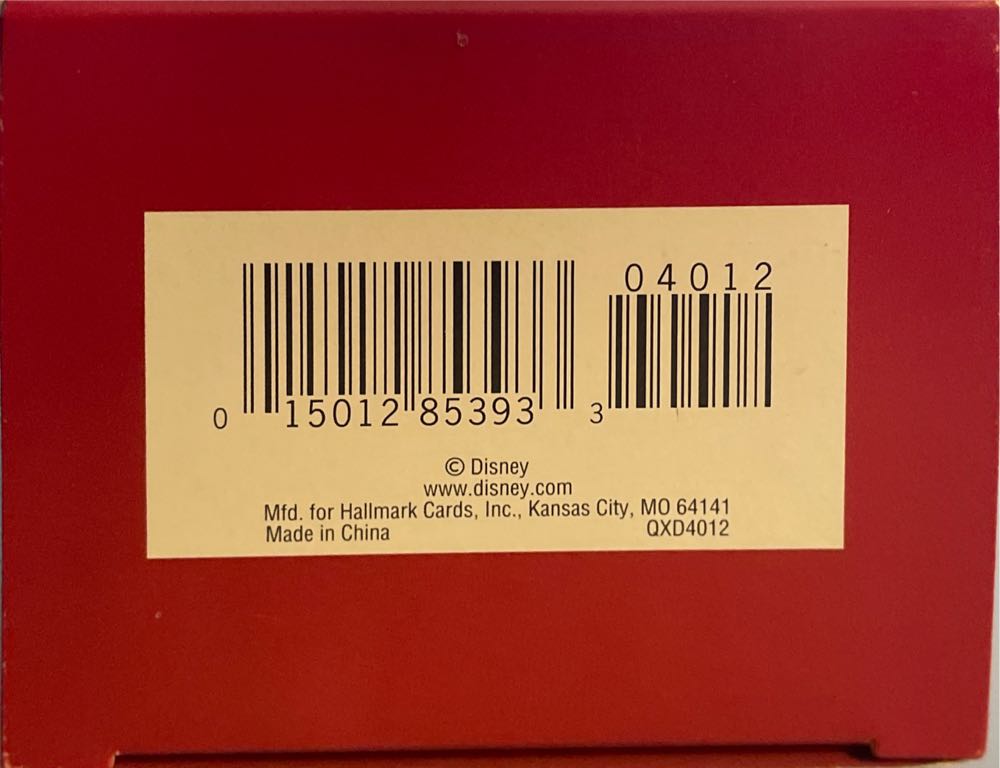 04012
0 15012 85393 3
© Disney
www.disney.com
Mfd. for Hallmark Cards, Inc., Kansas City, MO 64141
Made in China QXD4012